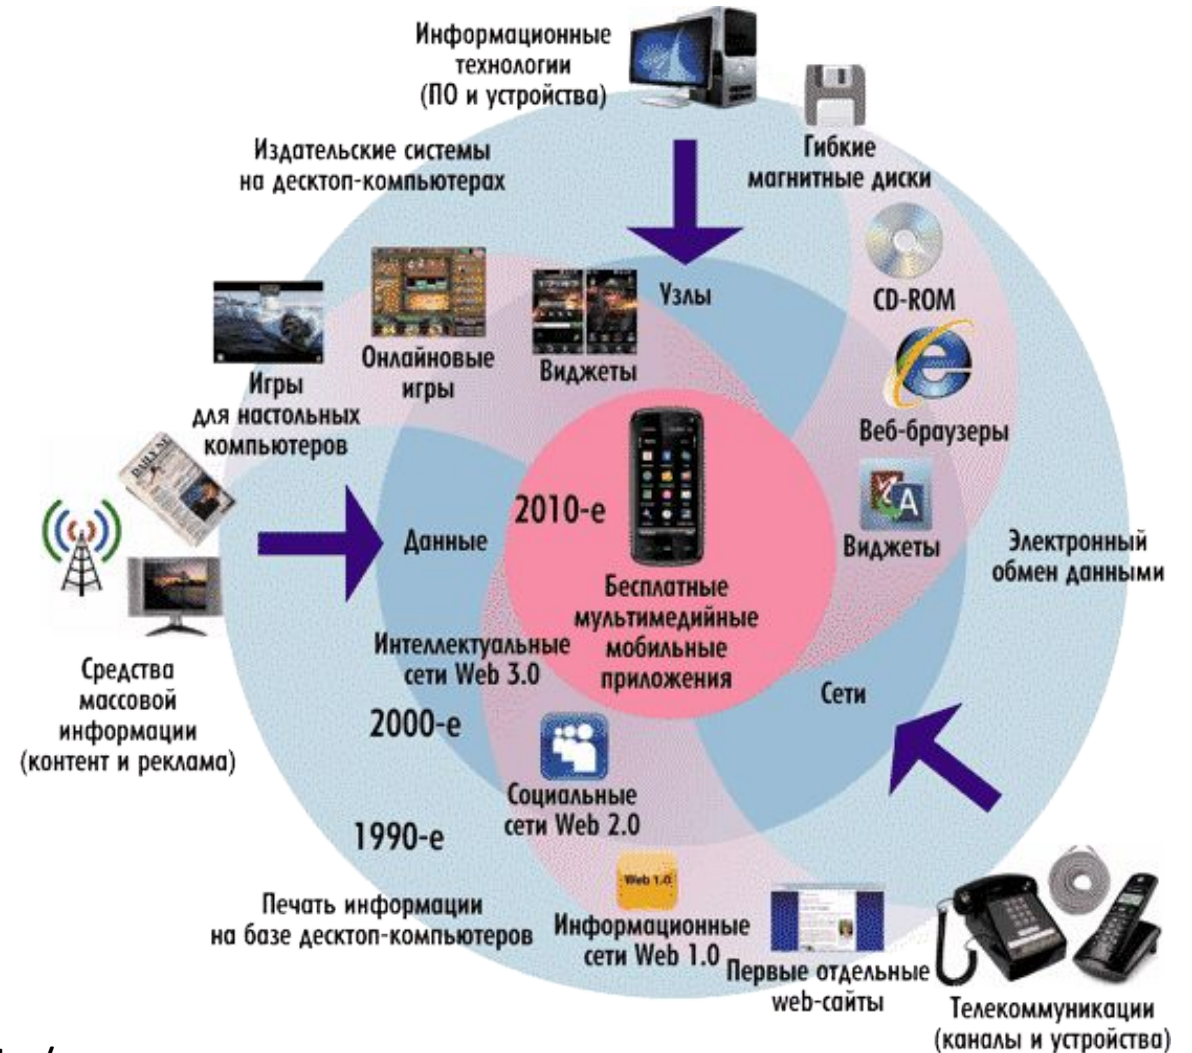 Информационные
технологии
(ПО и устройства)
Издательские системы
на десктоп-компьютерах
Гибкие
магнитные диски
CD-ROM
Узлы
Веб-браузеры
Виджеты
Онлайновые
игры
Игры
для настольных
компьютеров
DAILY NE
Данные
2010-е
A
Виджеты
Электронный
обмен данными
Бесплатные
мультимедийные
мобильные
приложения
Интеллектуальные
сети Web 3.0
Сети
Средства
массовой
информации
(контент и реклама)
2000-е
Социальные
сети Web 2.0
1990-е
Web 1.0
Печать информации
на базе десктоп-компьютеров
Информационные
сети Web 1.0
Первые отдельные
web-сайты
Телекоммуникации
(каналы и устройства)